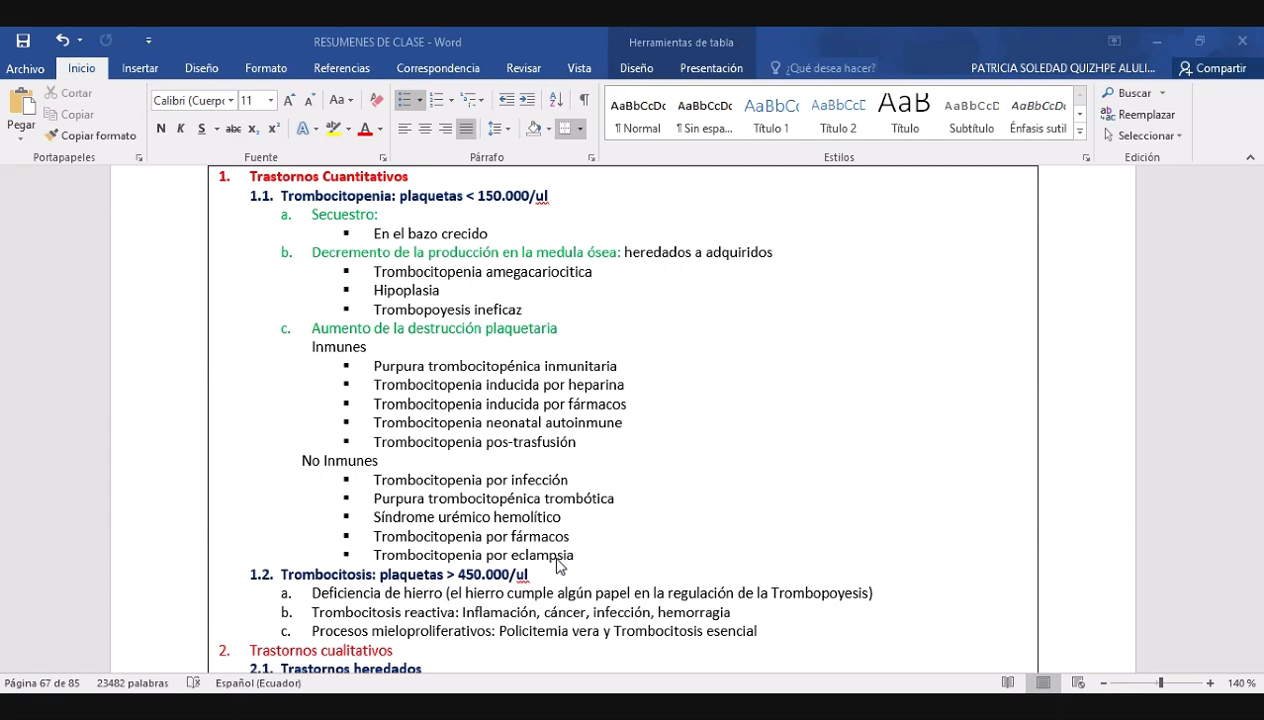 RESUMENES DE CLASE - Word
Herramientas de tabla
Archivo Inicio Insertar Diseño Formato Referencias Correspondencia Revisar Vista Diseño Presentación ¿Qué desea hacer? PATRICIA SOLEDAD QUIZHPE ALULI... Compartir
Pegar
Cortar
Copiar
Copiar formato
Portapapeles
Calibri (Cuerpo 11
Aa
N K S abc x₂ x² A A
Fuente
Párrafo
AaBbCcDc AaBbCcDc AaBbCc AaBbCcC AaB AaBbCcD AaBbCcDc
¶ Normal ¶ Sin espa... Título 1 Título 2 Título Subtítulo Énfasis sutil
Estilos
Buscar
Reemplazar
Seleccionar
Edición
1. Trastornos Cuantitativos
1.1. Trombocitopenia: plaquetas < 150.000/ul
a. Secuestro:
▪ En el bazo crecido
b. Decremento de la producción en la medula ósea: heredados a adquiridos
▪ Trombocitopenia amegacariocitica
▪ Hipoplasia
▪ Trombopoyesis ineficaz
c. Aumento de la destrucción plaquetaria
Inmunes
▪ Purpura trombocitopénica inmunitaria
▪ Trombocitopenia inducida por heparina
▪ Trombocitopenia inducida por fármacos
▪ Trombocitopenia neonatal autoinmune
▪ Trombocitopenia pos-trasfusión
No Inmunes
▪ Trombocitopenia por infección
▪ Purpura trombocitopénica trombótica
▪ Síndrome urémico hemolítico
▪ Trombocitopenia por fármacos
▪ Trombocitopenia por eclampsia
1.2. Trombocitosis: plaquetas > 450.000/ul
a. Deficiencia de hierro (el hierro cumple algún papel en la regulación de la Trombopoyesis)
b. Trombocitosis reactiva: Inflamación, cáncer, infección, hemorragia
c. Procesos mieloproliferativos: Policitemia vera y Trombocitosis esencial
2. Trastornos cualitativos
2.1. Trastornos heredados
Página 67 de 85 23482 palabras Español (Ecuador) 140 %